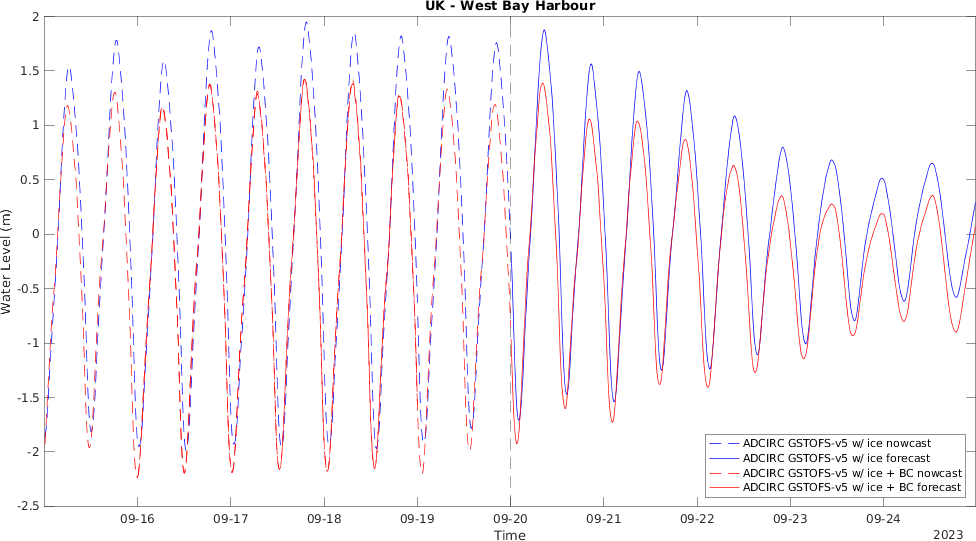 UK - West Bay Harbour
2
1.5
1
0.5
0
-0.5
-1
-1.5
-2
-2.5
Water Level (m)
09-16 09-17 09-18 09-19 09-20 09-21 09-22 09-23 09-24
Time
2023
ADCIRC GSTOFS-v5 w/ ice nowcast
ADCIRC GSTOFS-v5 w/ ice forecast
ADCIRC GSTOFS-v5 w/ ice + BC nowcast
ADCIRC GSTOFS-v5 w/ ice + BC forecast